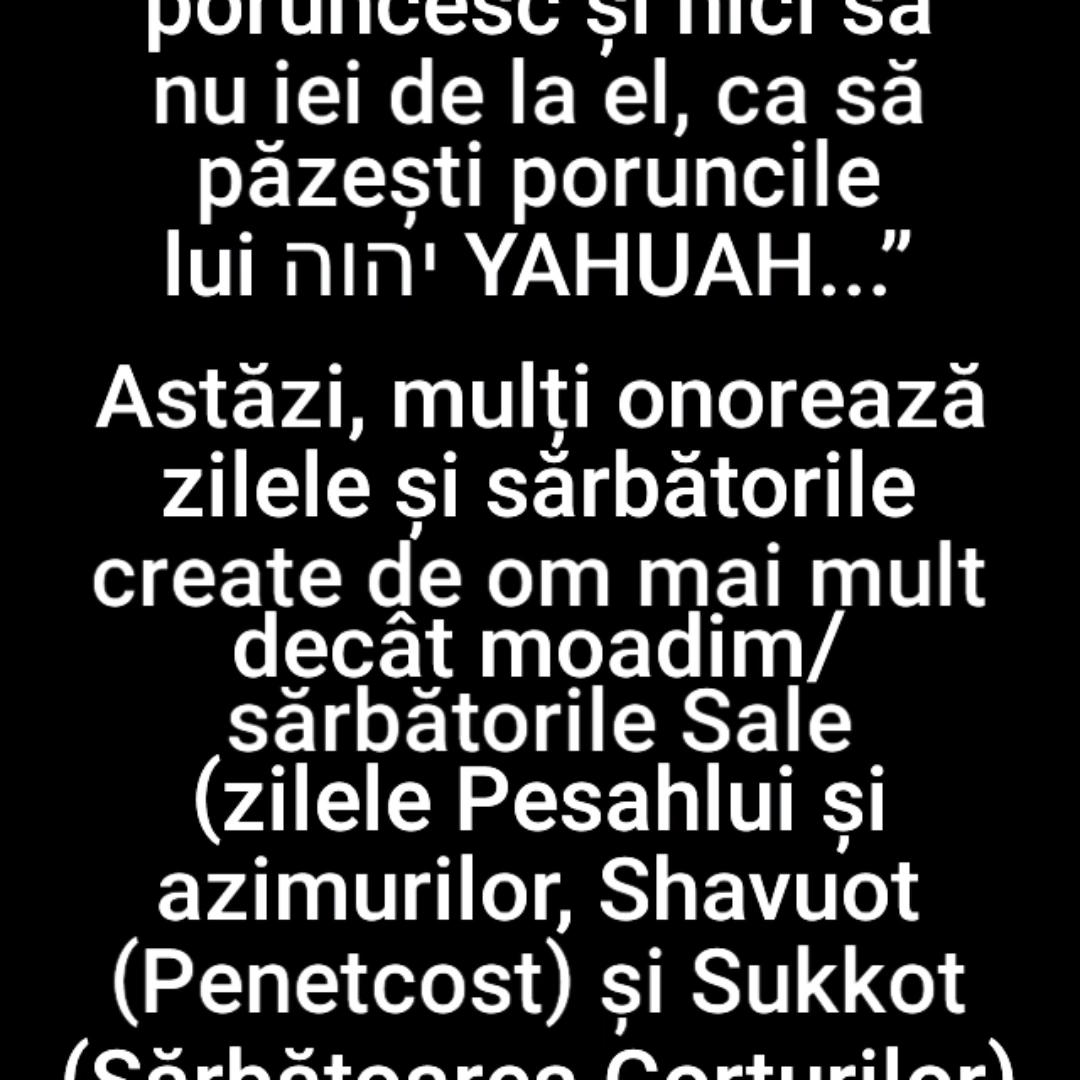 poruncesc și nici să
nu iei de la el, ca să
păzești poruncile
lui יהוה YAHUAH...”
Astăzi, mulți onorează
zilele și sărbătorile
create de om mai mult
decât moadim/
sărbătorile Sale
(zilele Pesahlui și
azimurilor, Shavuot
(Penetcost) și Sukkot
(Sărbătoarea Corturilor)